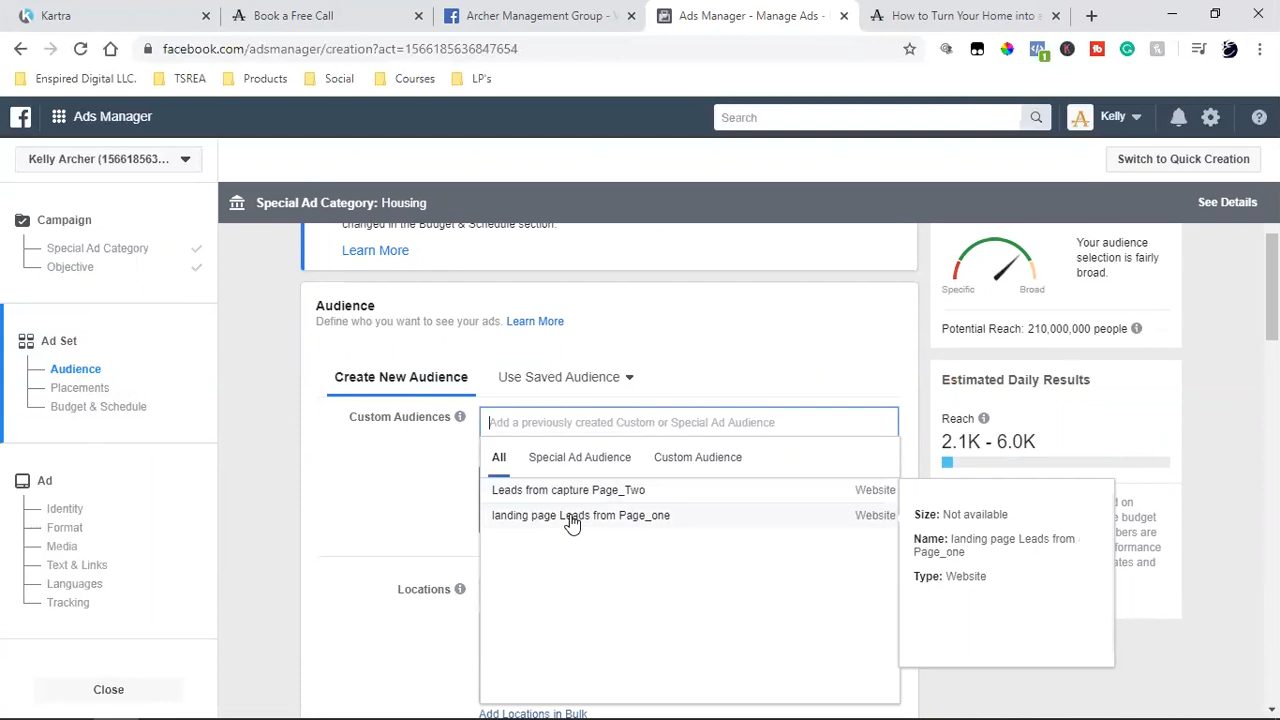 Kartra
Book a Free Call
Archer Management Group - V
Ads Manager - Manage Ads -
How to Turn Your Home into a
facebook.com/adsmanager/creation?act=1566185636847654
Enspired Digital LLC.
TSREA
Products
Social
Courses
LP's
Ads Manager
Search
Kelly
Kelly Archer (156618563...
Switch to Quick Creation
Campaign
Special Ad Category
Objective
Ad Set
Audience
Placements
Budget & Schedule
Ad
Identity
Format
Media
Text & Links
Languages
Tracking
Close
Special Ad Category: Housing
See Details
changed in the Budget & Schedule section.
Learn More
Audience
Define who you want to see your ads. Learn More
Create New Audience
Use Saved Audience
Custom Audiences
Add a previously created Custom or Special Ad Audience
All
Special Ad Audience
Custom Audience
Leads from capture Page_Two
Website
landing page Leads from Page_one
Website
Locations
Add Locations in Bulk
Size: Not available
Name: landing page Leads from
Page_one
Type: Website
Your audience
selection is fairly
broad.
Specific
Broad
Potential Reach: 210,000,000 people
Estimated Daily Results
Reach
2.1K - 6.0K